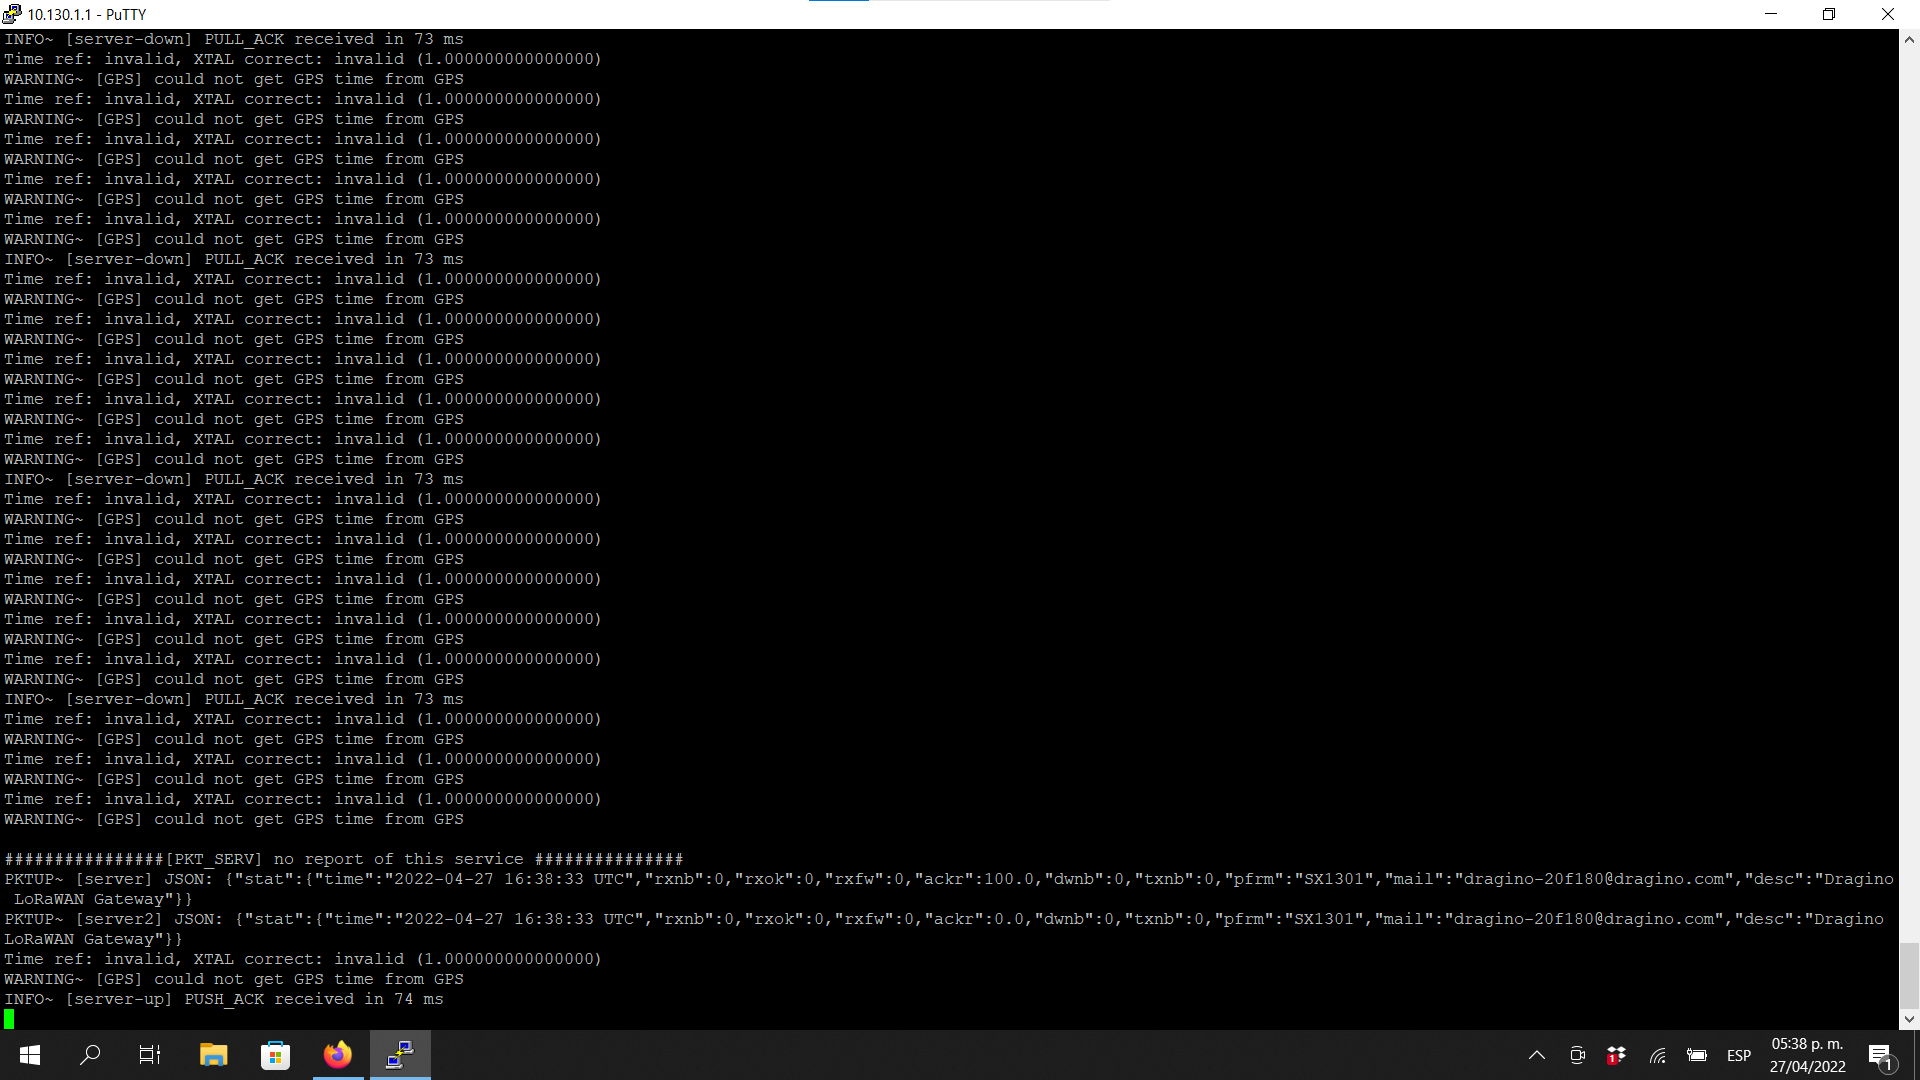 10.130.1.1 - PuTTY
INFO~ [server-down] PULL_ACK received in 73 ms
Time ref: invalid, XTAL correct: invalid (1.000000000000000)
WARNING~ [GPS] could not get GPS time from GPS
Time ref: invalid, XTAL correct: invalid (1.000000000000000)
WARNING~ [GPS] could not get GPS time from GPS
Time ref: invalid, XTAL correct: invalid (1.000000000000000)
WARNING~ [GPS] could not get GPS time from GPS
Time ref: invalid, XTAL correct: invalid (1.000000000000000)
WARNING~ [GPS] could not get GPS time from GPS
Time ref: invalid, XTAL correct: invalid (1.000000000000000)
WARNING~ [GPS] could not get GPS time from GPS
INFO~ [server-down] PULL_ACK received in 73 ms
Time ref: invalid, XTAL correct: invalid (1.000000000000000)
WARNING~ [GPS] could not get GPS time from GPS
Time ref: invalid, XTAL correct: invalid (1.000000000000000)
WARNING~ [GPS] could not get GPS time from GPS
Time ref: invalid, XTAL correct: invalid (1.000000000000000)
WARNING~ [GPS] could not get GPS time from GPS
Time ref: invalid, XTAL correct: invalid (1.000000000000000)
WARNING~ [GPS] could not get GPS time from GPS
Time ref: invalid, XTAL correct: invalid (1.000000000000000)
WARNING~ [GPS] could not get GPS time from GPS
INFO~ [server-down] PULL_ACK received in 73 ms
Time ref: invalid, XTAL correct: invalid (1.000000000000000)
WARNING~ [GPS] could not get GPS time from GPS
Time ref: invalid, XTAL correct: invalid (1.000000000000000)
WARNING~ [GPS] could not get GPS time from GPS
Time ref: invalid, XTAL correct: invalid (1.000000000000000)
WARNING~ [GPS] could not get GPS time from GPS
Time ref: invalid, XTAL correct: invalid (1.000000000000000)
WARNING~ [GPS] could not get GPS time from GPS
Time ref: invalid, XTAL correct: invalid (1.000000000000000)
WARNING~ [GPS] could not get GPS time from GPS
INFO~ [server-down] PULL_ACK received in 73 ms
Time ref: invalid, XTAL correct: invalid (1.000000000000000)
WARNING~ [GPS] could not get GPS time from GPS
Time ref: invalid, XTAL correct: invalid (1.000000000000000)
WARNING~ [GPS] could not get GPS time from GPS
Time ref: invalid, XTAL correct: invalid (1.000000000000000)
WARNING~ [GPS] could not get GPS time from GPS
################[PKT_SERV] no report of this service ###############
PKTUP~ [server] JSON: {"stat":{"time":"2022-04-27 16:38:33 UTC","rxnb":0,"rxok":0,"rxfw":0,"ackr":100.0,"dwnb":0,"txnb":0,"pfrm":"SX1301","mail":"dragino-20f180@dragino.com","desc":"Dragino
LoRaWAN Gateway"}}
PKTUP~ [server2] JSON: {"stat":{"time":"2022-04-27 16:38:33 UTC","rxnb":0,"rxok":0,"rxfw":0,"ackr":0.0,"dwnb":0,"txnb":0,"pfrm":"SX1301","mail":"dragino-20f180@dragino.com","desc":"Dragino
LoRaWAN Gateway"}}
Time ref: invalid, XTAL correct: invalid (1.000000000000000)
WARNING~ [GPS] could not get GPS time from GPS
INFO~ [server-up] PUSH_ACK received in 74 ms
1
ESP
05:38 p. m.
27/04/2022
1